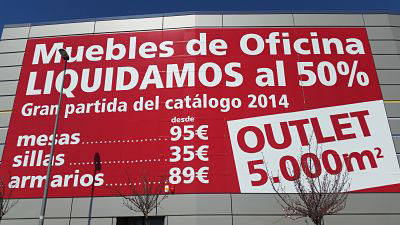 Muebles de Oficina
LIQUIDAMOS al 50%
Gran partida del catálogo 2014
desde
mesas..................95€
sillas....................35€
armarios.............89€
OUTLET
5.000m²